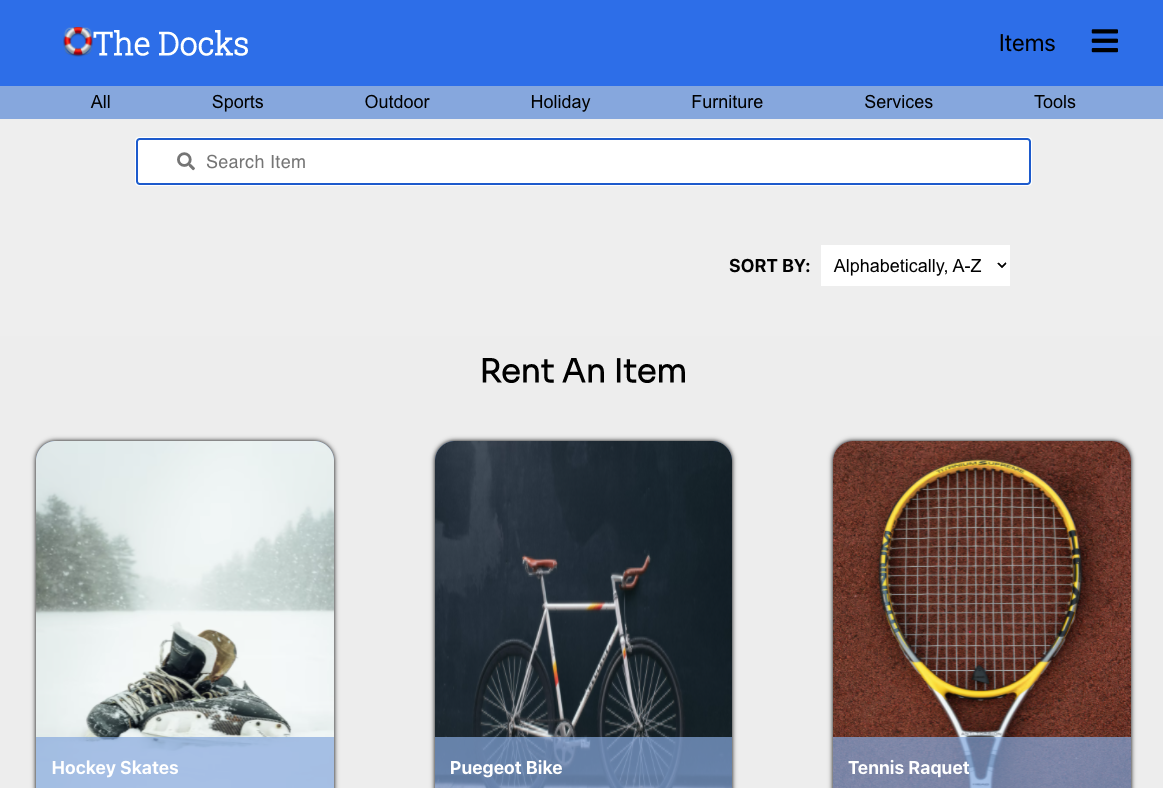 The Docks
Items
All Sports Outdoor Holiday Furniture Services Tools
Search Item
SORT BY: Alphabetically, A-Z
Rent An Item
Hockey Skates Puegeot Bike Tennis Raquet